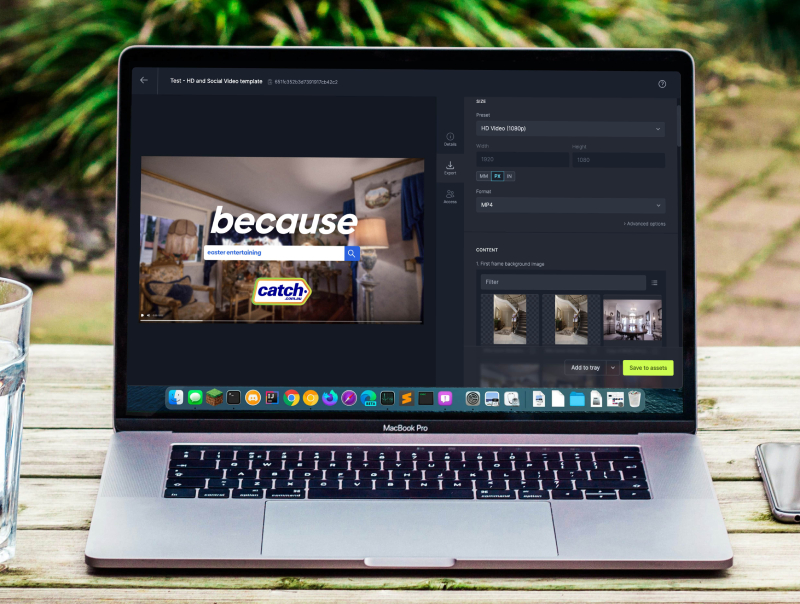 Test - HD and Social Video template
SIZE
Preset
HD Video (1080p)
Width
Height
1920
1080
MM PX IN
Format
MP4
Advanced options
Details
Export
Access
because
easter entertaining
catch
.com.au
CONTENT
1. First frame background image
Filter
Add to tray
Save to assets
MacBook Pro
fn
control
option
command
command
option